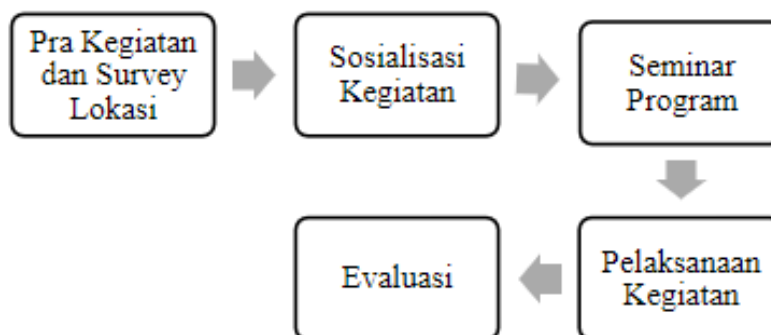 Pra Kegiatan
dan Survey
Lokasi
Sosialisasi
Kegiatan
Seminar
Program
Pelaksanaan
Kegiatan
Evaluasi